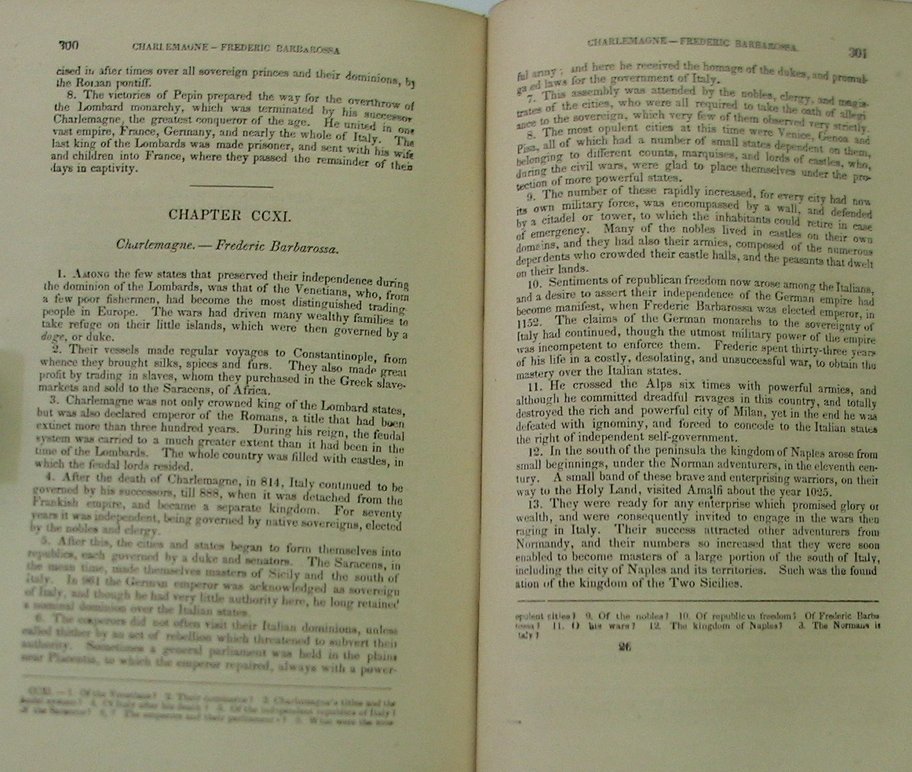 300 CHARLEMAGNE—FREDERIC BARBAROSSA
cised in after times over all sovereign princes and their dominions, by
the Roman pontiff.
8. The victories of Pepin prepared the way for the overthrow of
the Lombard monarchy, which was terminated by his successor
Charlemagne, the greatest conqueror of the age. He united in one
vast empire, France, Germany, and nearly the whole of Italy. The
last king of the Lombards was made prisoner, and sent with his wife
and children into France, where they passed the remainder of their
days in captivity.
CHAPTER CCXI.
Charlemagne.—Frederic Barbarossa.
1. AMONG the few states that preserved their independence during
the dominion of the Lombards, was that of the Venetians, who, from
a few poor fishermen, had become the most distinguished trading
people in Europe. The wars had driven many wealthy families to
take refuge on their little islands, which were then governed by a
doge, or duke.
2. Their vessels made regular voyages to Constantinople, from
whence they brought silks, spices and furs. They also made great
profit by trading in slaves, whom they purchased in the Greek slave-
markets and sold to the Saracens, of Africa.
3. Charlemagne was not only crowned king of the Lombard states,
but was also declared emperor of the Romans, a title that had been
extinct more than three hundred years. During his reign, the feudal
system was carried to a much greater extent than it had been in the
time of the Lombards. The whole country was filled with castles, in
which the feudal lords resided.
4. After the death of Charlemagne, in 814, Italy continued to be
governed by his successors, till 888, when it was detached from the
Frankish empire, and became a separate kingdom. For seventy
years it was independent, being governed by native sovereigns, elected
by the nobles and clergy.
5. After this, the cities and states began to form themselves into
republics, each governed by a duke and senators. The Saracens, in
the mean time, made themselves masters of Sicily and the south of
Italy. In 961 the German emperor was acknowledged as sovereign
of Italy, and though he had very little authority here, he long retained
a nominal dominion over the Italian states.
6. The emperors did not often visit their Italian dominions, unless
called thither by an act of rebellion which threatened to subvert their
authority. Sometimes a general parliament was held in the plains
near Placentia, to which the emperor repaired, always with a power-
CCXI.—1. Of the Venetians? 2. Their commerce? 3. Charlemagne's titles and the
feudal system? 4. Of Italy after his death? 5. Of the independent republics of Italy?
Of the Saracens? 6, 7. The emperors and their parliament? 8. What were the most
CHARLEMAGNE—FREDERIC BARBAROSSA. 301
ful army; and here he received the homage of the dukes, and promul-
gated laws for the government of Italy.
7. This assembly was attended by the nobles, clergy, and magis-
trates of the cities, who were all required to take the oath of allegi
ance to the sovereign, which very few of them observed very strictly.
8. The most opulent cities at this time were Venice, Genoa and
Pisa, all of which had a number of small states dependent on them,
belonging to different counts, marquises, and lords of castles, who,
during the civil wars, were glad to place themselves under the pro-
tection of more powerful states.
9. The number of these rapidly increased, for every city had now
its own military force, was encompassed by a wall, and defended
by a citadel or tower, to which the inhabitants could retire in case
of emergency. Many of the nobles lived in castles on their own
domains, and they had also their armies, composed of the numerous
dependents who crowded their castle halls, and the peasants that dwelt
on their lands.
10. Sentiments of republican freedom now arose among the Italians,
and a desire to assert their independence of the German empire had
become manifest, when Frederic Barbarossa was elected emperor, in
1152. The claims of the German monarchs to the sovereignty of
Italy had continued, though the utmost military power of the empire
was incompetent to enforce them. Frederic spent thirty-three years
of his life in a costly, desolating, and unsuccessful war, to obtain the
mastery over the Italian states.
11. He crossed the Alps six times with powerful armies, and
although he committed dreadful ravages in this country, and totally
destroyed the rich and powerful city of Milan, yet in the end he was
defeated with ignominy, and forced to concede to the Italian states
the right of independent self-government.
12. In the south of the peninsula the kingdom of Naples arose from
small beginnings, under the Norman adventurers, in the eleventh cen-
tury. A small band of these brave and enterprising warriors, on their
way to the Holy Land, visited Amalfi about the year 1025.
13. They were ready for any enterprise which promised glory or
wealth, and were consequently invited to engage in the wars then
raging in Italy. Their success attracted other adventurers from
Normandy, and their numbers so increased that they were soon
enabled to become masters of a large portion of the south of Italy,
including the city of Naples and its territories. Such was the found
ation of the kingdom of the Two Sicilies.
opulent cities? 9. Of the nobles? 10. Of republican freedom? Of Frederic Barba
rossa? 11. Of his wars? 12. The kingdom of Naples? 3. The Normans in
Italy?
26